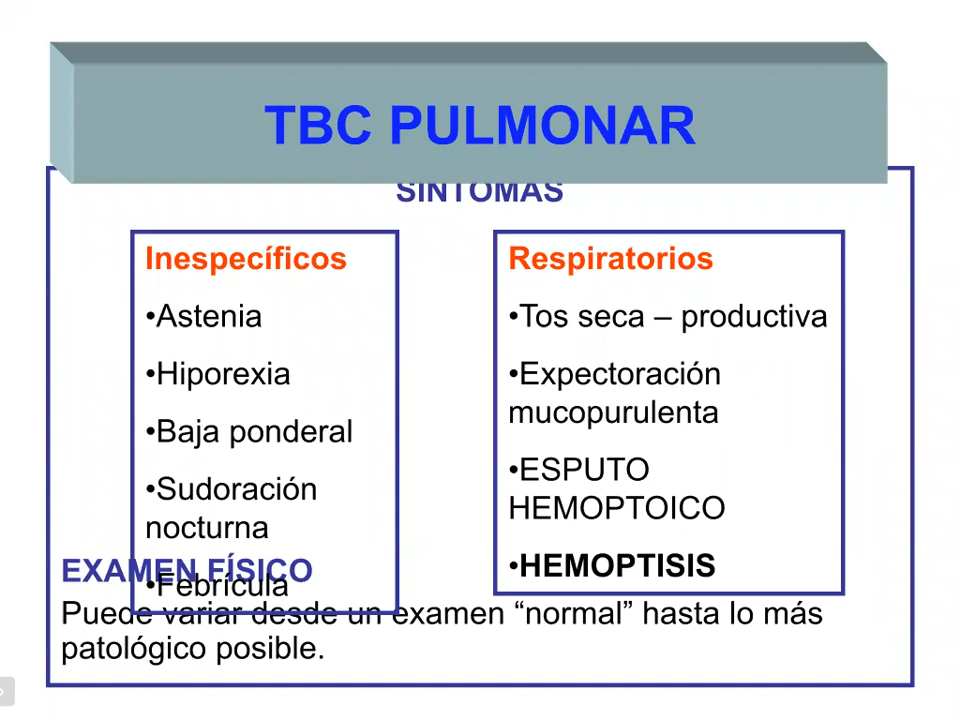 TBC PULMONAR
SINTOMAS
Inespecíficos
•Astenia
•Hiporexia
•Baja ponderal
•Sudoración
nocturna
•Febrícula
Respiratorios
•Tos seca – productiva
•Expectoración
mucopurulenta
•ESPUTO
HEMOPTOICO
•HEMOPTISIS
EXAMEN FÍSICO
Puede variar desde un examen “normal” hasta lo más
patológico posible.